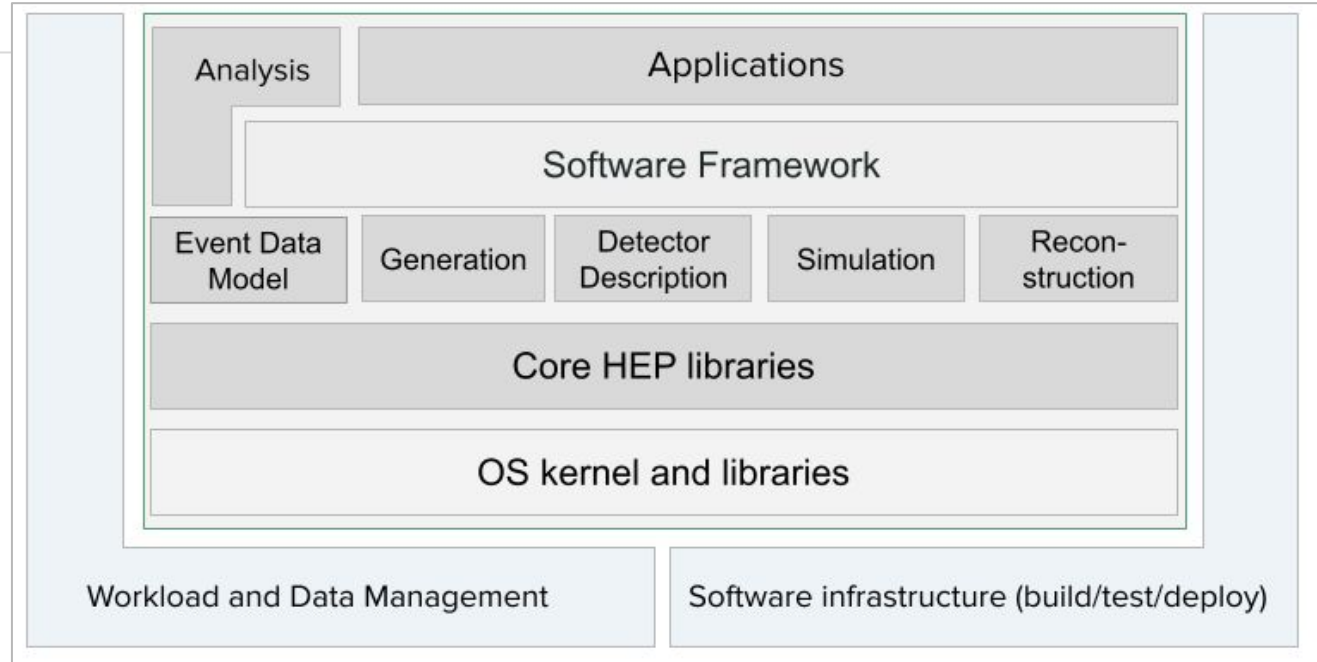 Analysis
Applications
Software Framework
Event Data
Model
Generation
Detector
Description
Simulation
Recon-
struction
Core HEP libraries
OS kernel and libraries
Workload and Data Management
Software infrastructure (build/test/deploy)